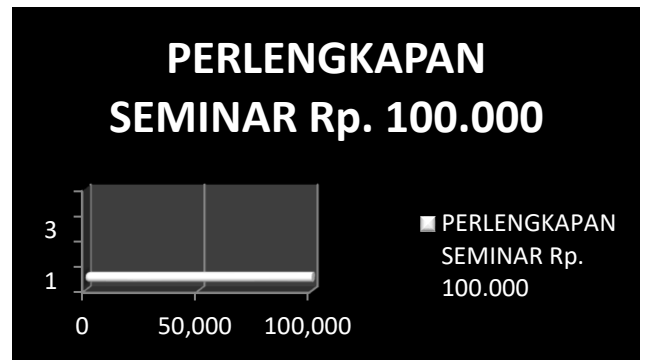 PERLENGKAPAN
SEMINAR Rp. 100.000
3
1
0 50,000 100,000
PERLENGKAPAN
SEMINAR Rp.
100.000